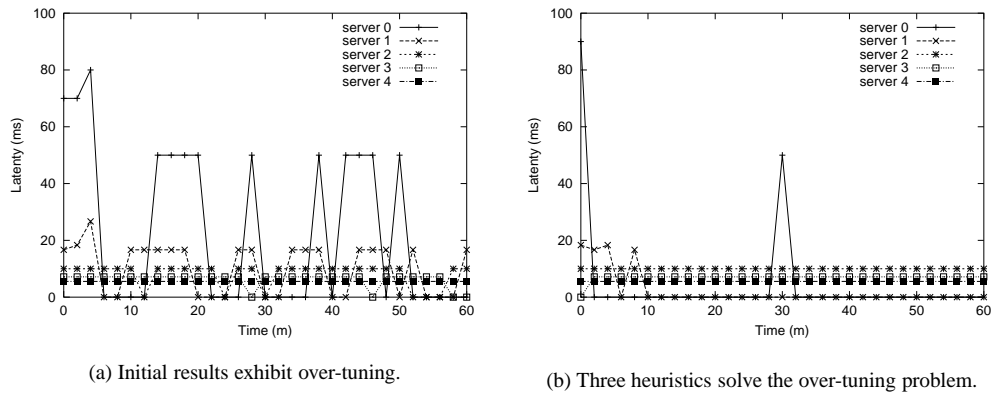 100
80
60
40
20
0
0
10
20
30
40
50
60
Latenty (ms)
Time (m)
server 0
server 1
server 2
server 3
server 4
(a) Initial results exhibit over-tuning.
100
80
60
40
20
0
0
10
20
30
40
50
60
Latenty (ms)
Time (m)
server 0
server 1
server 2
server 3
server 4
(b) Three heuristics solve the over-tuning problem.